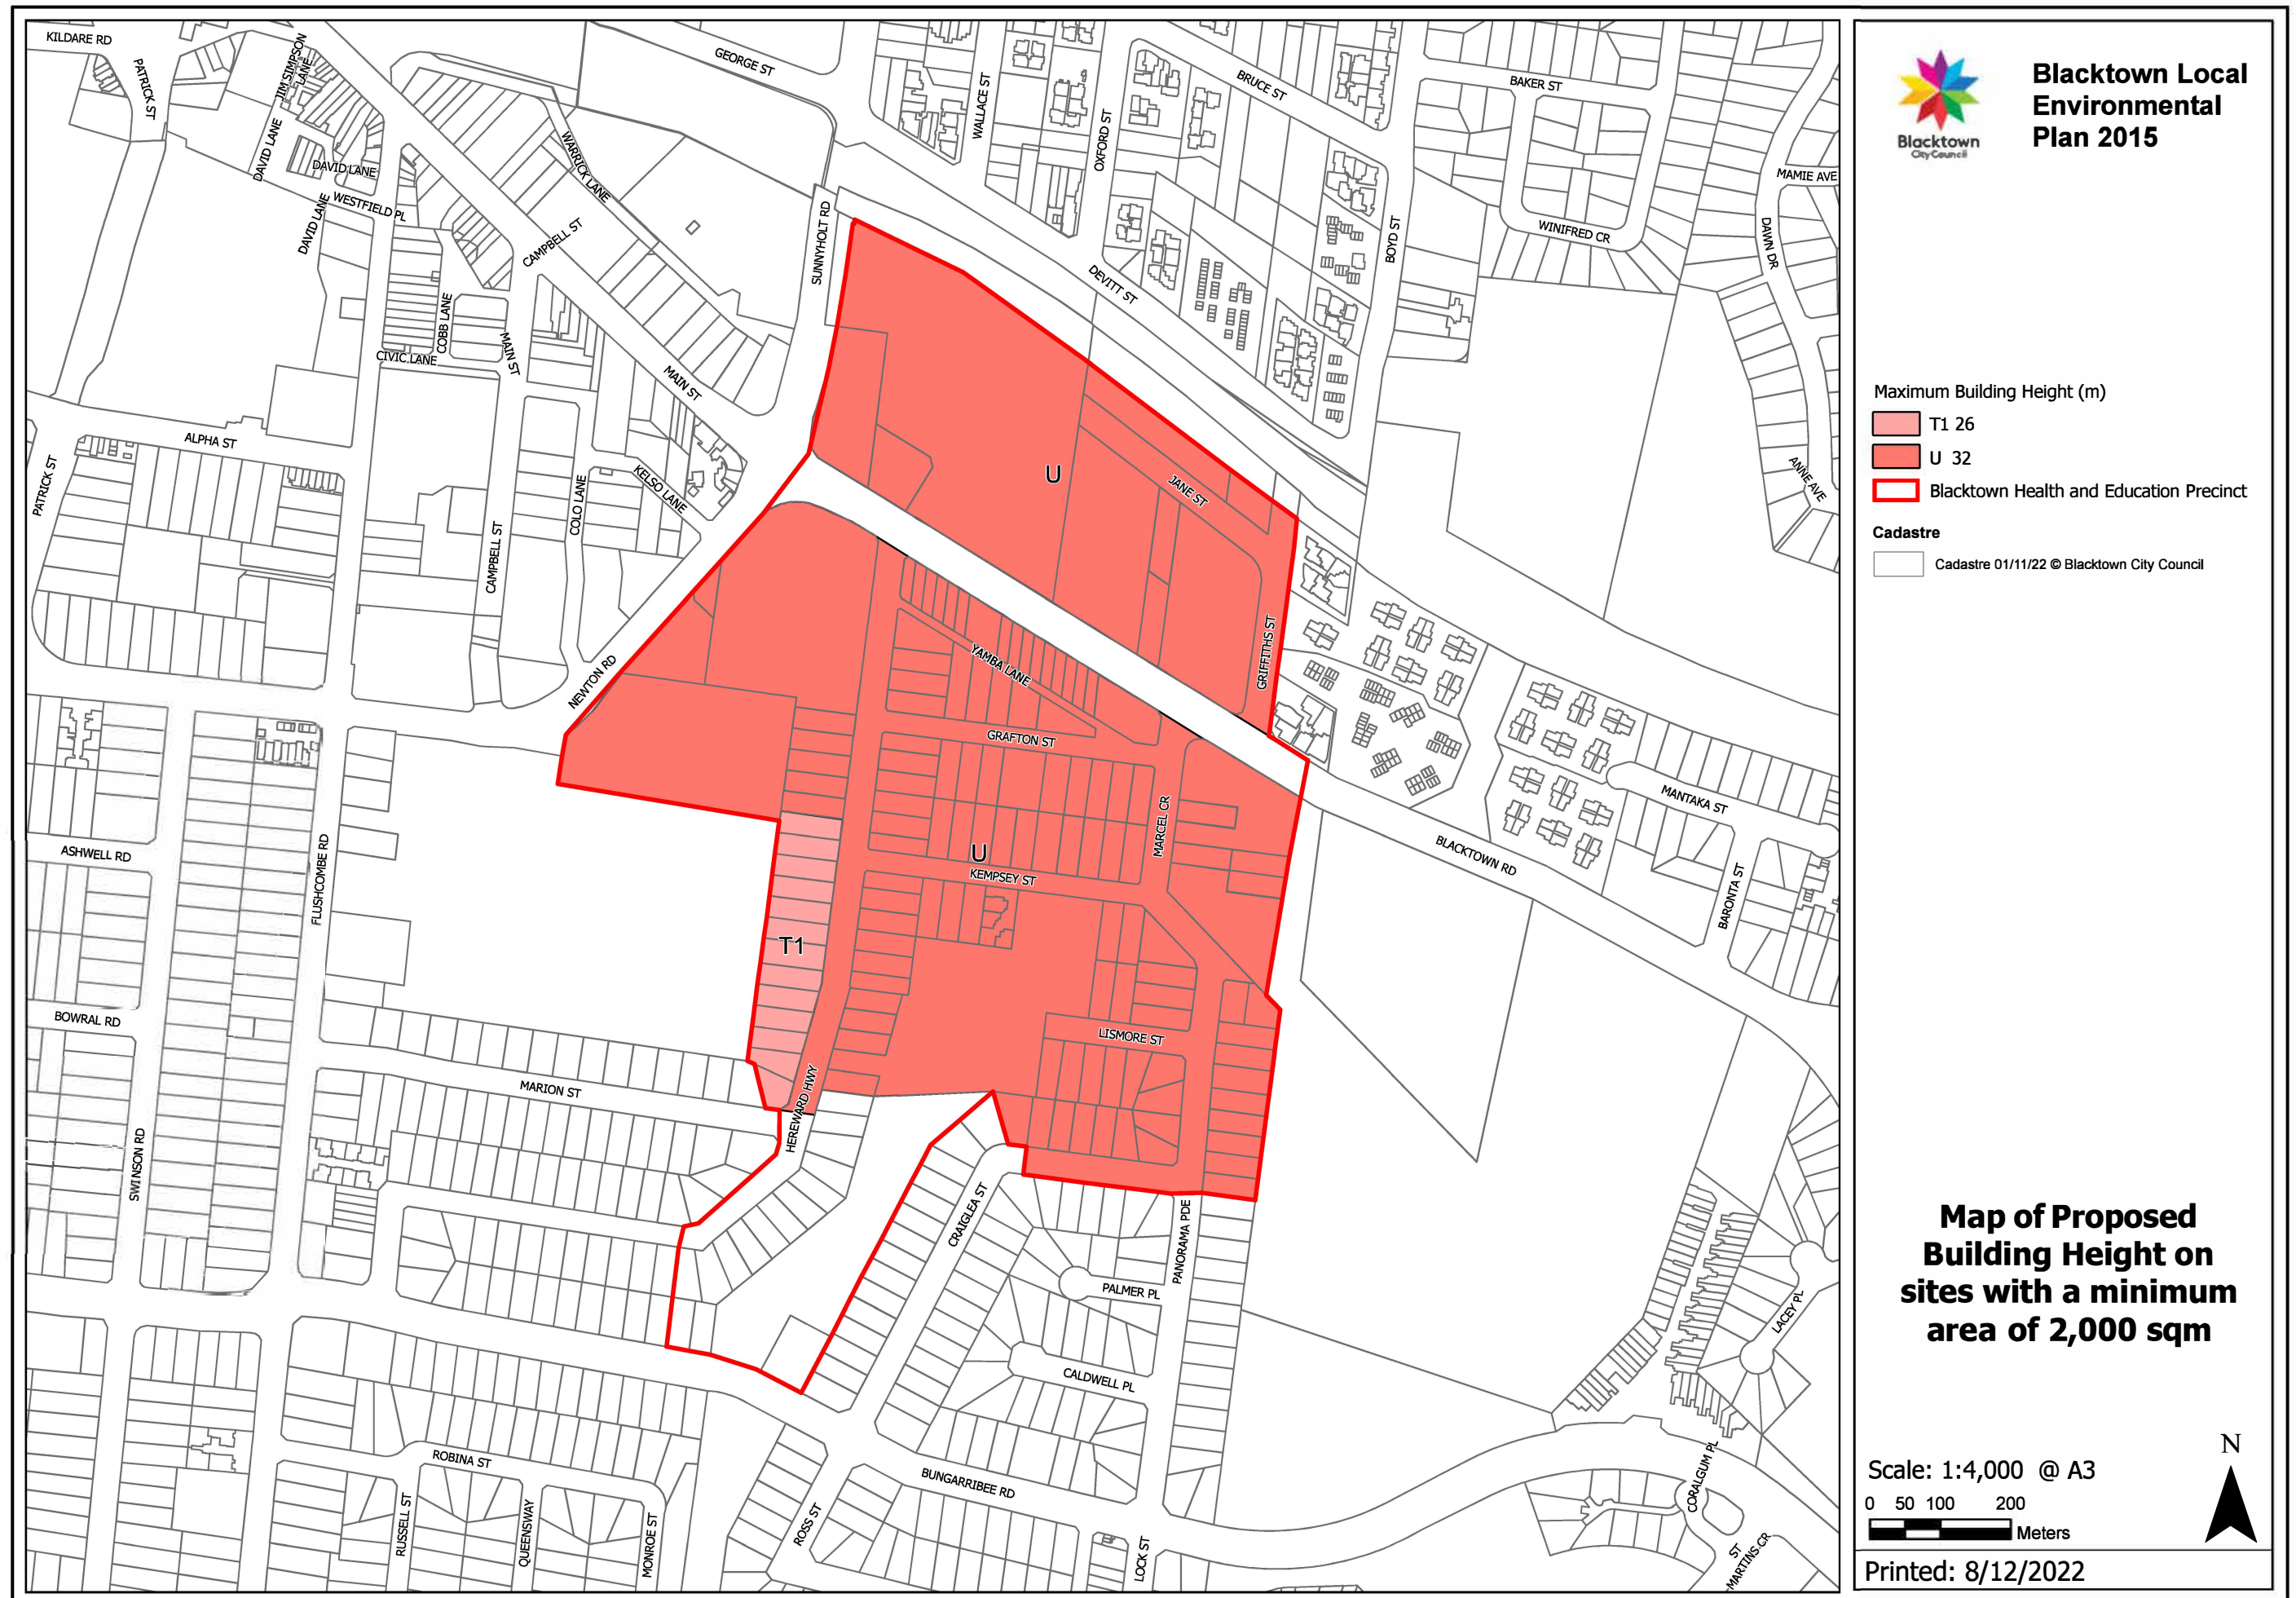 KILDARE RD
PATRICK ST
JIM SIMPSON
LANE
DAVID LANE
DAVID LANE
DAVID LANE
WESTFIELD PL
WARRICK LANE
CAMPBELL ST
GEORGE ST
SUNNYHOLT RD
WALLACE ST
OXFORD ST
BRUCE ST
BAKER ST
MAMIE AVE
WINIFRED CR
DAWN DR
BOYD ST
DEVITT ST
COBB LANE
CIVIC LANE
MAIN ST
MAIN ST
ALPHA ST
PATRICK ST
KELSO LANE
COLO LANE
CAMPBELL ST
ANNE AVE
U
JANE ST
GRIFFITHS ST
YAMBA LANE
NEWTON RD
GRAFTON ST
MARCEL CR
MANTAKA ST
BLACKTOWN RD
BARONTA ST
ASHWELL RD
FLUSHCOMBE RD
U
KEMPSEY ST
T1
BOWRAL RD
LISMORE ST
MARION ST
HEREWARD HWY
SWINSON RD
CRAIGLEA ST
PANORAMA PDE
PALMER PL
LACEY PL
CALDWELL PL
ROBINA ST
BUNGARRIBEE RD
CORALGUM PL
RUSSELL ST
QUEENSWAY
MONROE ST
ROSS ST
LOCK ST
ST
MARTINS CR
Blacktown
City Council
Blacktown Local
Environmental
Plan 2015
Maximum Building Height (m)
T1 26
U 32
Blacktown Health and Education Precinct
Cadastre
Cadastre 01/11/22 © Blacktown City Council
Map of Proposed
Building Height on
sites with a minimum
area of 2,000 sqm
N
Scale: 1:4,000 @ A3
0 50 100 200
Meters
Printed: 8/12/2022